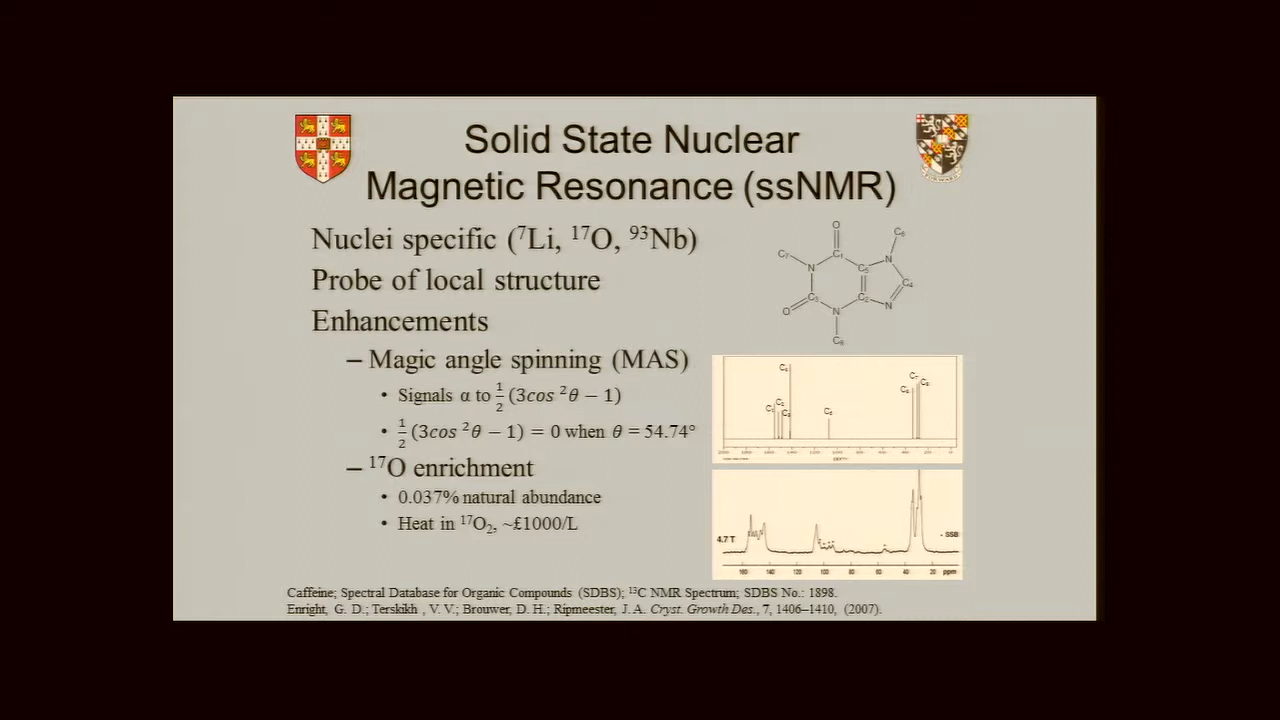 Solid State Nuclear
Magnetic Resonance (ssNMR)
Nuclei specific (⁷Li, ¹⁷O, ⁹³Nb)
Probe of local structure
Enhancements
– Magic angle spinning (MAS)
• Signals α to ½(3cos ²θ − 1)
• ½(3cos ²θ − 1) = 0 when θ = 54.74°
– ¹⁷O enrichment
• 0.037% natural abundance
• Heat in ¹⁷O₂, ~£1000/L
O
C₇
N
C₁
C₅
N
O
N
N
4.7 T
- SSB
160 140 120 100 80 60 40 20 ppm
Caffeine; Spectral Database for Organic Compounds (SDBS); ¹³C NMR Spectrum; SDBS No.: 1898.
Enright, G. D.; Terskikh , V. V.; Brouwer, D. H.; Ripmeester, J. A. Cryst. Growth Des., 7, 1406–1410, (2007).